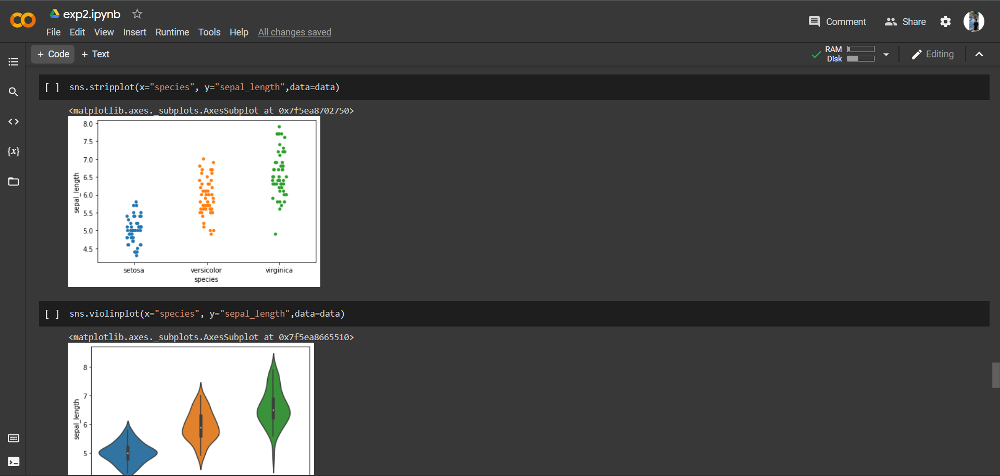 exp2.ipynb
File Edit View Insert Runtime Tools Help All changes saved
Comment
Share
+ Code + Text
RAM
Disk
Editing
{x}
[ ] sns.stripplot(x="species", y="sepal_length",data=data)
<matplotlib.axes._subplots.AxesSubplot at 0x7f5ea8702750>
8.0
7.5
7.0
6.5
6.0
5.5
5.0
4.5
sepal_length
setosa versicolor virginica
species
[ ] sns.violinplot(x="species", y="sepal_length",data=data)
<matplotlib.axes._subplots.AxesSubplot at 0x7f5ea8665510>
8
7
6
5
sepal_length